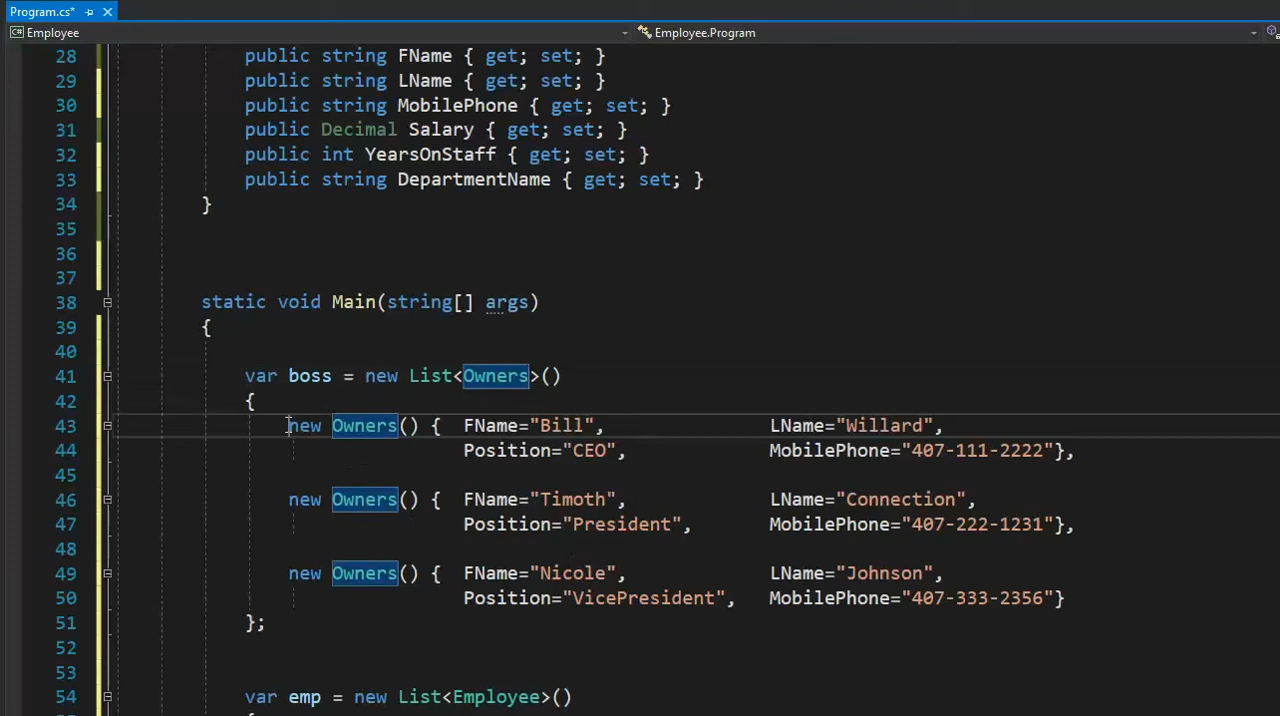 Program.cs*
Employee Employee.Program
28 public string FName { get; set; }
29 public string LName { get; set; }
30 public string MobilePhone { get; set; }
31 public Decimal Salary { get; set; }
32 public int YearsOnStaff { get; set; }
33 public string DepartmentName { get; set; }
34 }
35
36
37
38 static void Main(string[] args)
39 {
40
41 var boss = new List<Owners>()
42 {
43 new Owners() { FName="Bill", LName="Willard",
44 Position="CEO", MobilePhone="407-111-2222"},
45
46 new Owners() { FName="Timoth", LName="Connection",
47 Position="President", MobilePhone="407-222-1231"},
48
49 new Owners() { FName="Nicole", LName="Johnson",
50 Position="VicePresident", MobilePhone="407-333-2356"}
51 };
52
53
54 var emp = new List<Employee>()
{